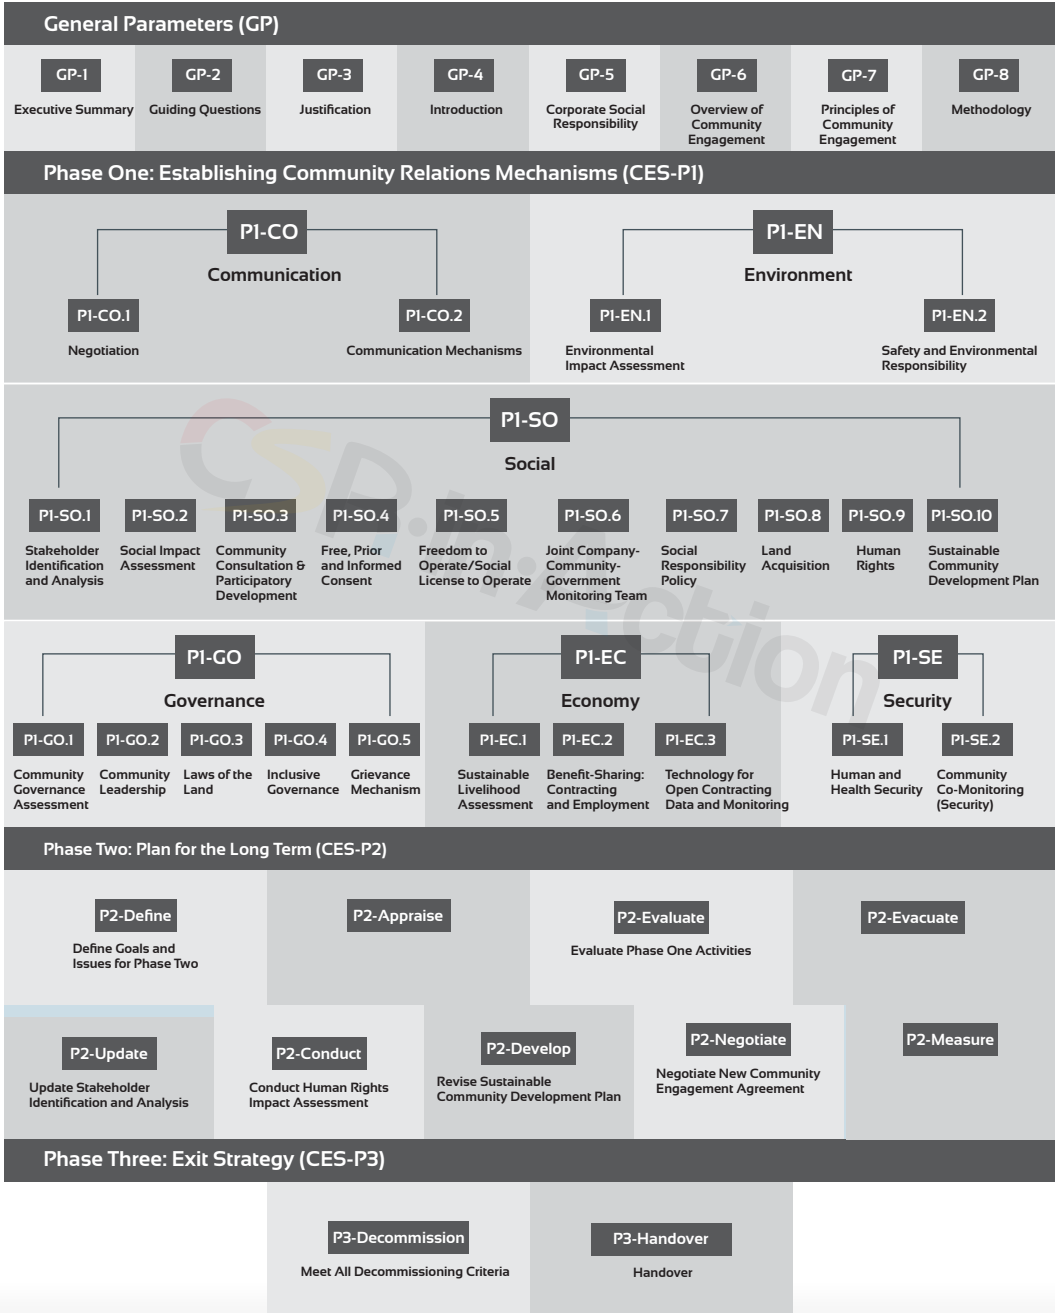 General Parameters (GP)
GP-1
GP-2
GP-3
GP-4
GP-5
GP-6
GP-7
GP-8
Executive Summary
Guiding Questions
Justification
Introduction
Corporate Social
Responsibility
Overview of
Community
Engagement
Principles of
Community
Engagement
Methodology
Phase One: Establishing Community Relations Mechanisms (CES-P1)
P1-CO
Communication
P1-CO.1
Negotiation
P1-CO.2
Communication Mechanisms
P1-EN
Environment
P1-EN.1
Environmental
Impact Assessment
P1-EN.2
Safety and Environmental
Responsibility
P1-SO
Social
P1-SO.1
Stakeholder
Identification
and Analysis
P1-SO.2
Social Impact
Assessment
P1-SO.3
Community
Consultation &
Participatory
Development
P1-SO.4
Free, Prior
and Informed
Consent
P1-SO.5
Freedom to
Operate/Social
License to Operate
P1-SO.6
Joint Company-
Community-
Government
Monitoring Team
P1-SO.7
Social
Responsibility
Policy
P1-SO.8
Land
Acquisition
P1-SO.9
Human
Rights
P1-SO.10
Sustainable
Community
Development Plan
CSR-In-Action
P1-GO
Governance
P1-GO.1
Community
Governance
Assessment
P1-GO.2
Community
Leadership
P1-GO.3
Laws of the
Land
P1-GO.4
Inclusive
Governance
P1-GO.5
Grievance
Mechanism
P1-EC
Economy
P1-EC.1
Sustainable
Livelihood
Assessment
P1-EC.2
Benefit-Sharing:
Contracting
and Employment
P1-EC.3
Technology for
Open Contracting
Data and Monitoring
P1-SE
Security
P1-SE.1
Human and
Health Security
P1-SE.2
Community
Co-Monitoring
(Security)
Phase Two: Plan for the Long Term (CES-P2)
P2-Define
Define Goals and
Issues for Phase Two
P2-Appraise
P2-Evaluate
Evaluate Phase One Activities
P2-Evacuate
P2-Update
Update Stakeholder
Identification and Analysis
P2-Conduct
Conduct Human Rights
Impact Assessment
P2-Develop
Revise Sustainable
Community Development Plan
P2-Negotiate
Negotiate New Community
Engagement Agreement
P2-Measure
Phase Three: Exit Strategy (CES-P3)
P3-Decommission
Meet All Decommissioning Criteria
P3-Handover
Handover